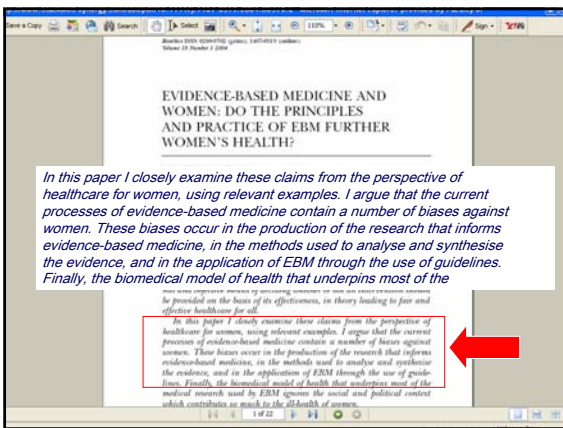 Save a Copy Search Select 110% Sign
Bioethics ISSN 0269-9702 (print); 1467-8519 (online)
Volume 18 Number 2 2004
EVIDENCE-BASED MEDICINE AND
WOMEN: DO THE PRINCIPLES
AND PRACTICE OF EBM FURTHER
WOMEN'S HEALTH?
In this paper I closely examine these claims from the perspective of
healthcare for women, using relevant examples. I argue that the current
processes of evidence-based medicine contain a number of biases against
women. These biases occur in the production of the research that informs
evidence-based medicine, in the methods used to analyse and synthesise
the evidence, and in the application of EBM through the use of guidelines.
Finally, the biomedical model of health that underpins most of the
be provided on the basis of its effectiveness, in theory leading to fair and
effective healthcare for all.
In this paper I closely examine these claims from the perspective of
healthcare for women, using relevant examples. I argue that the current
processes of evidence-based medicine contain a number of biases against
women. These biases occur in the production of the research that informs
evidence-based medicine, in the methods used to analyse and synthesise
the evidence, and in the application of EBM through the use of guide-
lines. Finally, the biomedical model of health that underpins most of the
medical research used by EBM ignores the social and political context
which contributes so much to the ill-health of women.
1 of 22